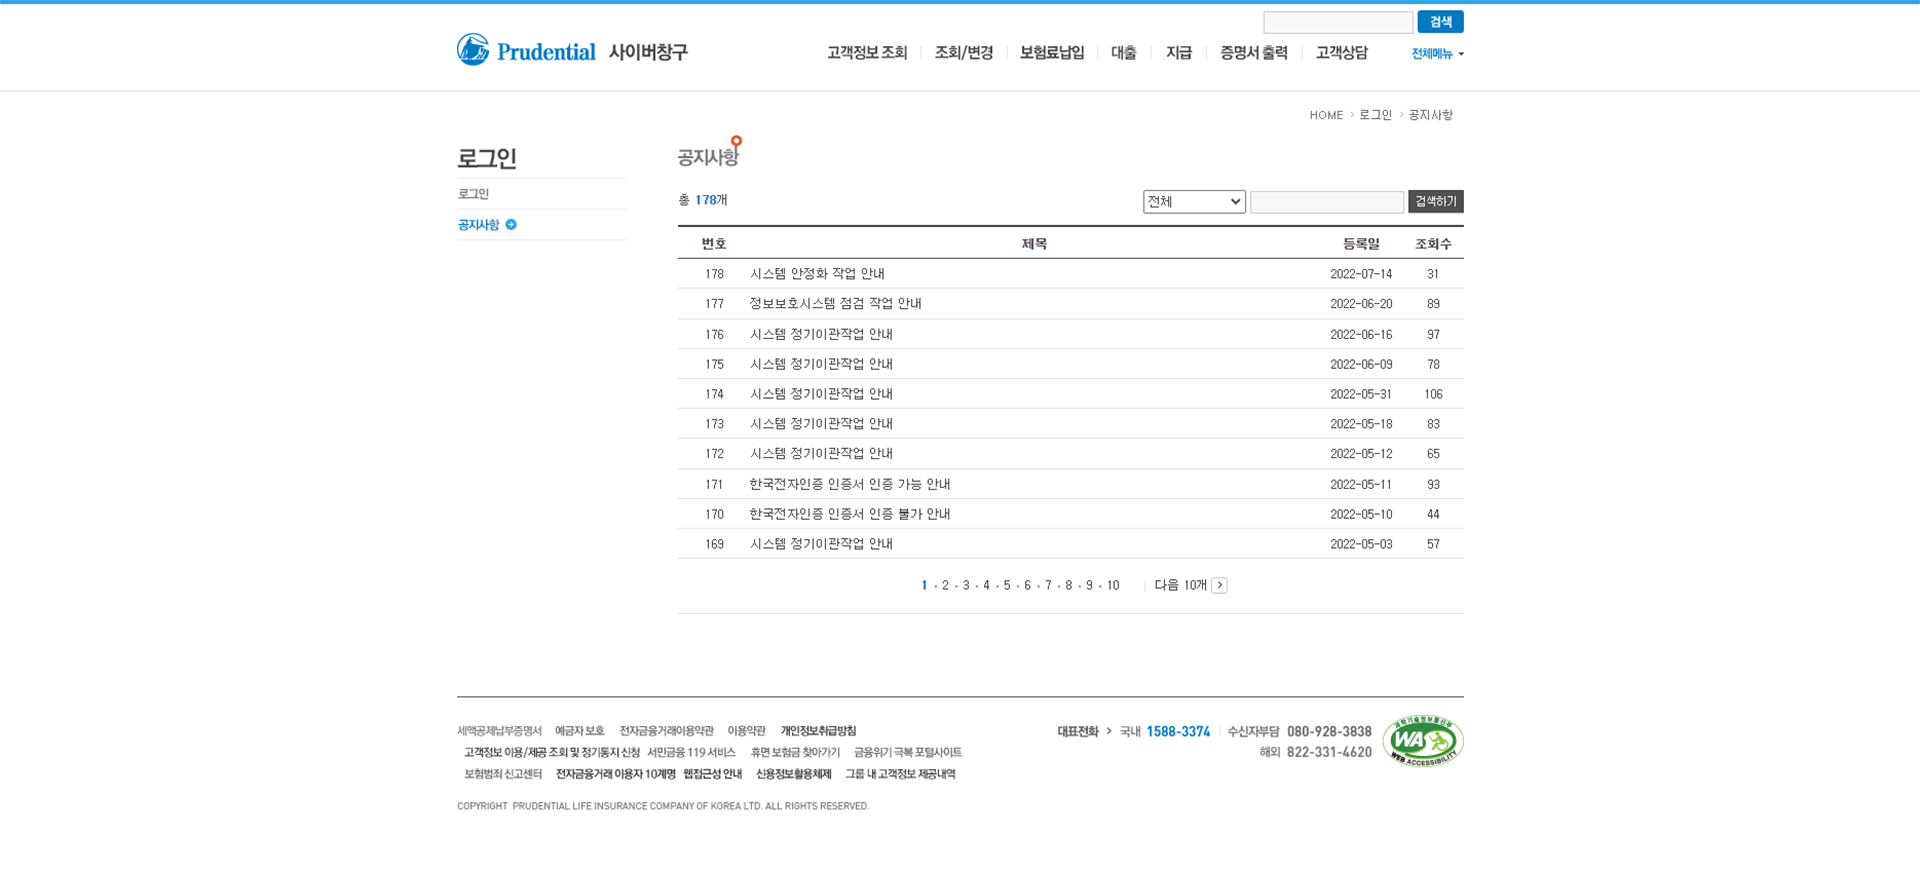 검색
Prudential 사이버창구
고객정보 조회 조회/변경 보험료납입 대출 지급 증명서 출력 고객상담 전체메뉴
HOME > 로그인 > 공지사항
로그인
로그인
공지사항
공지사항
총 178개
전체 검색하기
번호 제목 등록일 조회수
178 시스템 안정화 작업 안내 2022-07-14 31
177 정보보호시스템 점검 작업 안내 2022-06-20 89
176 시스템 정기이관작업 안내 2022-06-16 97
175 시스템 정기이관작업 안내 2022-06-09 78
174 시스템 정기이관작업 안내 2022-05-31 106
173 시스템 정기이관작업 안내 2022-05-18 83
172 시스템 정기이관작업 안내 2022-05-12 65
171 한국전자인증 인증서 인증 가능 안내 2022-05-11 93
170 한국전자인증 인증서 인증 불가 안내 2022-05-10 44
169 시스템 정기이관작업 안내 2022-05-03 57
1 · 2 · 3 · 4 · 5 · 6 · 7 · 8 · 9 · 10 다음 10개 >
세액공제납부증명서 예금자 보호 전자금융거래이용약관 이용약관 개인정보취급방침
고객정보 이용/제공 조회 및 정기통지 신청 서민금융 119 서비스 휴면 보험금 찾아가기 금융위기 극복 포털사이트
보험범죄 신고센터 전자금융거래 이용자 10계명 웹접근성 안내 신용정보활용체제 그룹 내 고객정보 제공내역
COPYRIGHT PRUDENTIAL LIFE INSURANCE COMPANY OF KOREA LTD. ALL RIGHTS RESERVED.
대표전화 > 국내 1588-3374 수신자부담 080-928-3838
해외 822-331-4620
과학기술정보통신부
WA
WEB ACCESSIBILITY